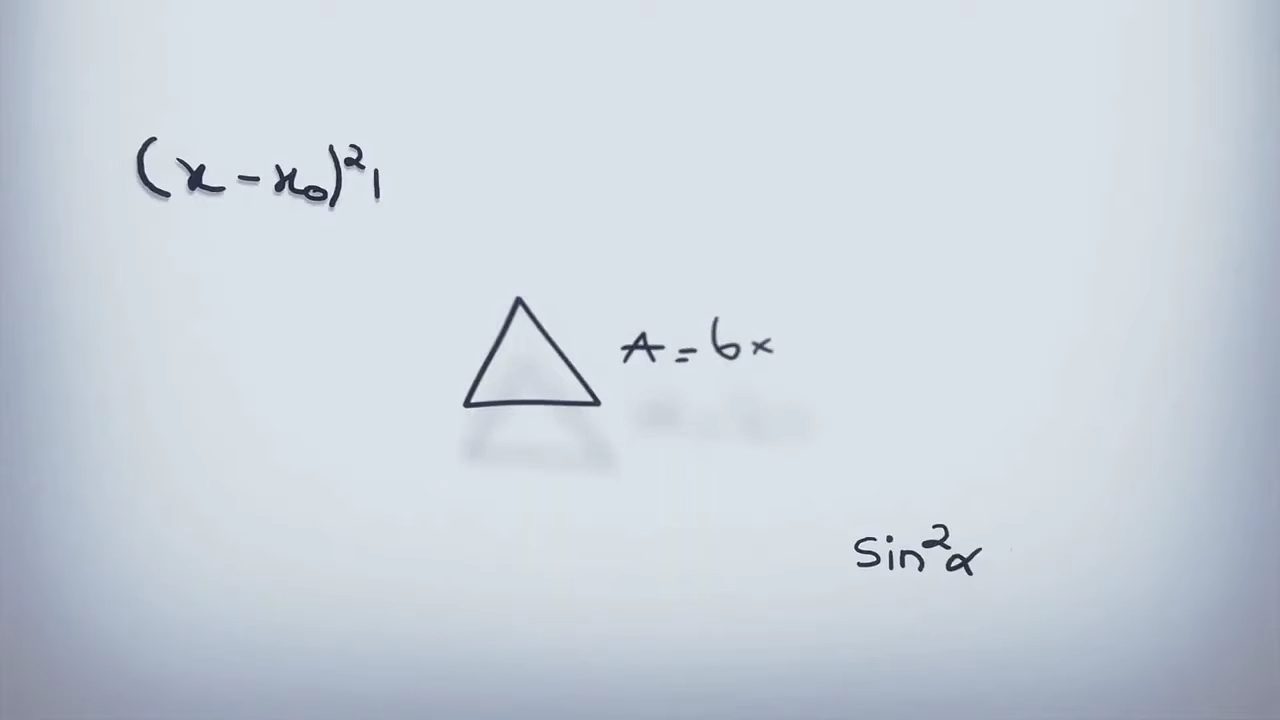 (x - x₀)² |
A = 6x
sin²α